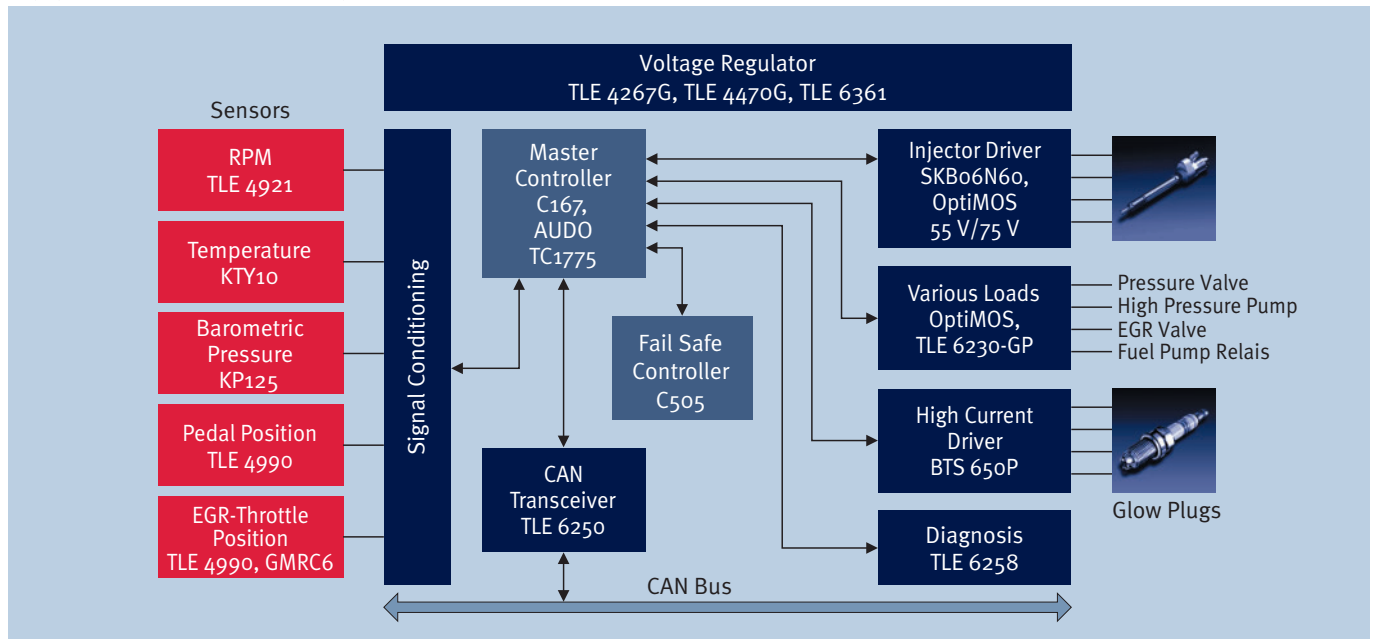 Voltage Regulator
TLE 4267G, TLE 4470G, TLE 6361
Sensors
RPM
TLE 4921
Temperature
KTY10
Barometric
Pressure
KP125
Pedal Position
TLE 4990
EGR-Throttle
Position
TLE 4990, GMRC6
Signal Conditioning
Master
Controller
C167,
AUDO
TC1775
Fail Safe
Controller
C505
CAN
Transceiver
TLE 6250
Injector Driver
SKB06N60,
OptiMOS
55 V/75 V
Various Loads
OptiMOS,
TLE 6230-GP
Pressure Valve
High Pressure Pump
EGR Valve
Fuel Pump Relais
High Current
Driver
BTS 650P
Glow Plugs
Diagnosis
TLE 6258
CAN Bus